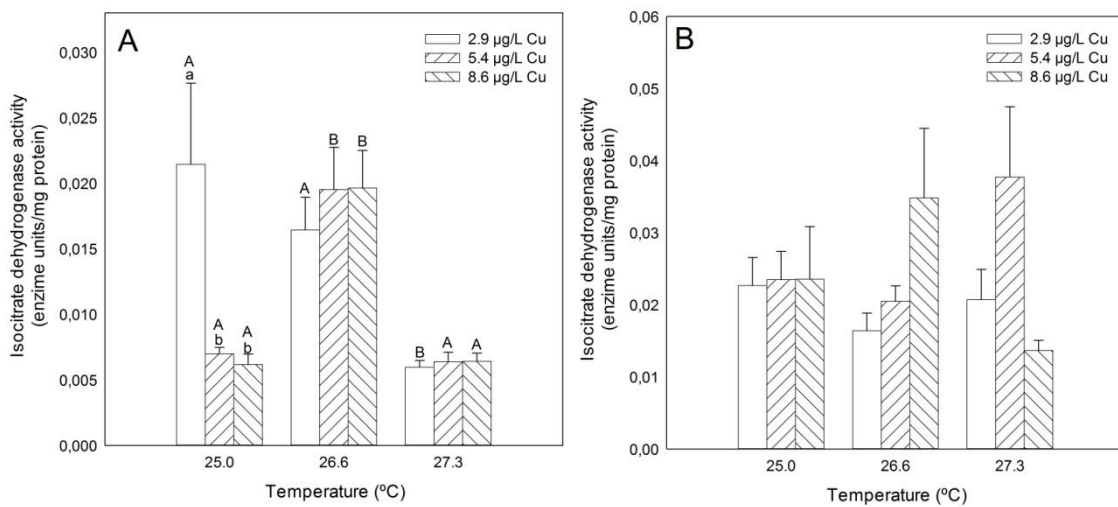 A
2.9 µg/L Cu
5.4 µg/L Cu
8.6 µg/L Cu
Isocitrate dehydrogenase activity
(enzime units/mg protein)
0,030
0,025
0,020
0,015
0,010
0,005
0,000
A
a
A
b
A
b
A
B
B
B
A
A
25.0
26.6
27.3
Temperature (ºC)
B
2.9 µg/L Cu
5.4 µg/L Cu
8.6 µg/L Cu
Isocitrate dehydrogenase activity
(enzime units/mg protein)
0,06
0,05
0,04
0,03
0,02
0,01
0,00
25.0
26.6
27.3
Temperature (ºC)